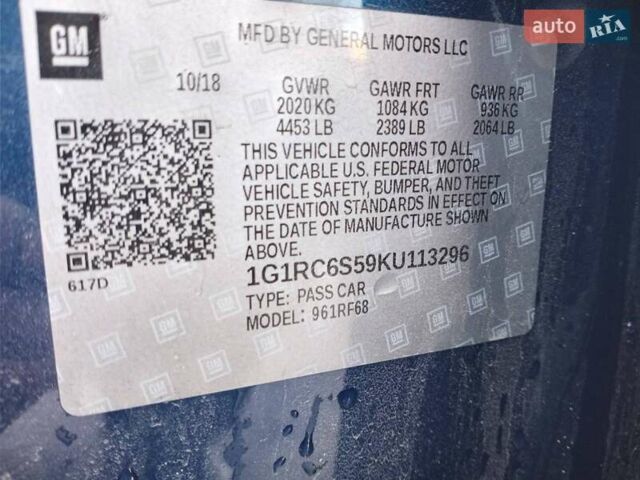 GM
MFD BY GENERAL MOTORS LLC
auto RIA
.com
10/18 GVWR GAWR FRT GAWR RR
2020 KG 1084 KG 936 KG
4453 LB 2389 LB 2064 LB
THIS VEHICLE CONFORMS TO ALL
APPLICABLE U.S. FEDERAL MOTOR
VEHICLE SAFETY, BUMPER, AND THEFT
PREVENTION STANDARDS IN EFFECT ON
THE DATE OF MANUFACTURE SHOWN
ABOVE.
617D
1G1RC6S59KU113296
TYPE: PASS CAR
MODEL: 961RF68